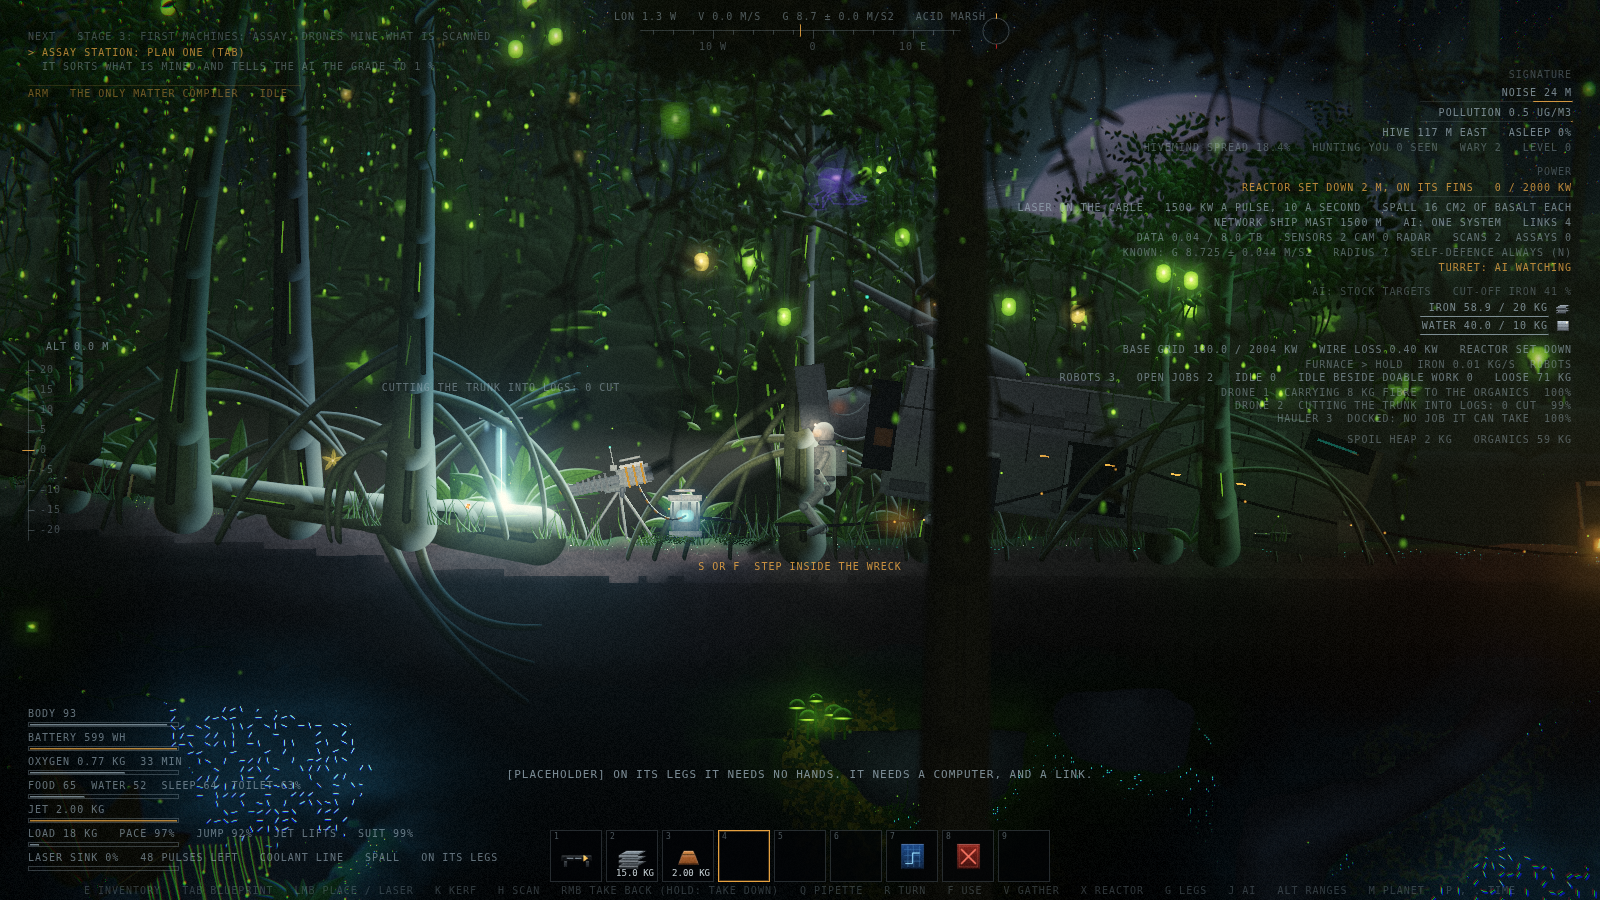 LON 1.3 W   V 0.0 M/S   G 8.7 ± 0.0 M/S2   ACID MARSH
10 W   0   10 E
NEXT   STAGE 3: FIRST MACHINES: ASSAY, DRONES MINE WHAT IS SCANNED
> ASSAY STATION: PLAN ONE (TAB)
IT SORTS WHAT IS MINED AND TELLS THE AI THE GRADE TO 1 %
ARM   THE ONLY MATTER COMPILER   IDLE
SIGNATURE
NOISE 24 M
POLLUTION 0.5 UG/M3
HIVE 117 M EAST   ASLEEP 0%
HIVEMIND SPREAD 18.4%   HUNTING YOU 0 SEEN   WARY 2   LEVEL 0
POWER
REACTOR SET DOWN 2 M, ON ITS FINS   0 / 2000 KW
LASER ON THE CABLE   1500 KW A PULSE, 10 A SECOND   SPALL 16 CM2 OF BASALT EACH
NETWORK SHIP MAST 1500 M   AI: ONE SYSTEM   LINKS 4
DATA 0.04 / 8.0 TB   SENSORS 2 CAM 0 RADAR   SCANS 2   ASSAYS 0
KNOWN: G 8.725 ± 0.044 M/S2   RADIUS ?   SELF-DEFENCE ALWAYS (N)
TURRET: AI WATCHING
AI: STOCK TARGETS   CUT-OFF IRON 41 %
IRON 58.9 / 20 KG
WATER 40.0 / 10 KG
BASE GRID 180.0 / 2004 KW   WIRE LOSS 0.40 KW   REACTOR SET DOWN
FURNACE > HOLD   IRON 0.01 KG/S   ROBOTS
ROBOTS 3   OPEN JOBS 2   IDLE 0   IDLE BESIDE DOABLE WORK 0   LOOSE 71 KG
DRONE 1   CARRYING 8 KG FIBRE TO THE ORGANICS   100%
DRONE 2   CUTTING THE TRUNK INTO LOGS: 0 CUT   99%
HAULER 3   DOCKED: NO JOB IT CAN TAKE   100%
SPOIL HEAP 2 KG   ORGANICS 59 KG
ALT 0.0 M
20
15
10
5
0
-5
-10
-15
-20
CUTTING THE TRUNK INTO LOGS: 0 CUT
S OR F   STEP INSIDE THE WRECK
[PLACEHOLDER] ON ITS LEGS IT NEEDS NO HANDS. IT NEEDS A COMPUTER, AND A LINK.
BODY 93
BATTERY 599 WH
OXYGEN 0.77 KG   33 MIN
FOOD 65   WATER 52   SLEEP 64   TOILET 63%
JET 2.00 KG
LOAD 18 KG   PACE 97%   JUMP 92%   JET LIFTS   SUIT 99%
LASER SINK 0%   48 PULSES LEFT   COOLANT LINE   SPALL   ON ITS LEGS
1 2 3 4 5 6 7 8 9
15.0 KG   2.00 KG
E INVENTORY   TAB BLUEPRINT   LMB PLACE / LASER   K KERF   H SCAN   RMB TAKE BACK (HOLD: TAKE DOWN)   Q PIPETTE   R TURN   F USE   V GATHER   X REACTOR   G LEGS   J AI   ALT RANGES   M PLANET   P   TIME